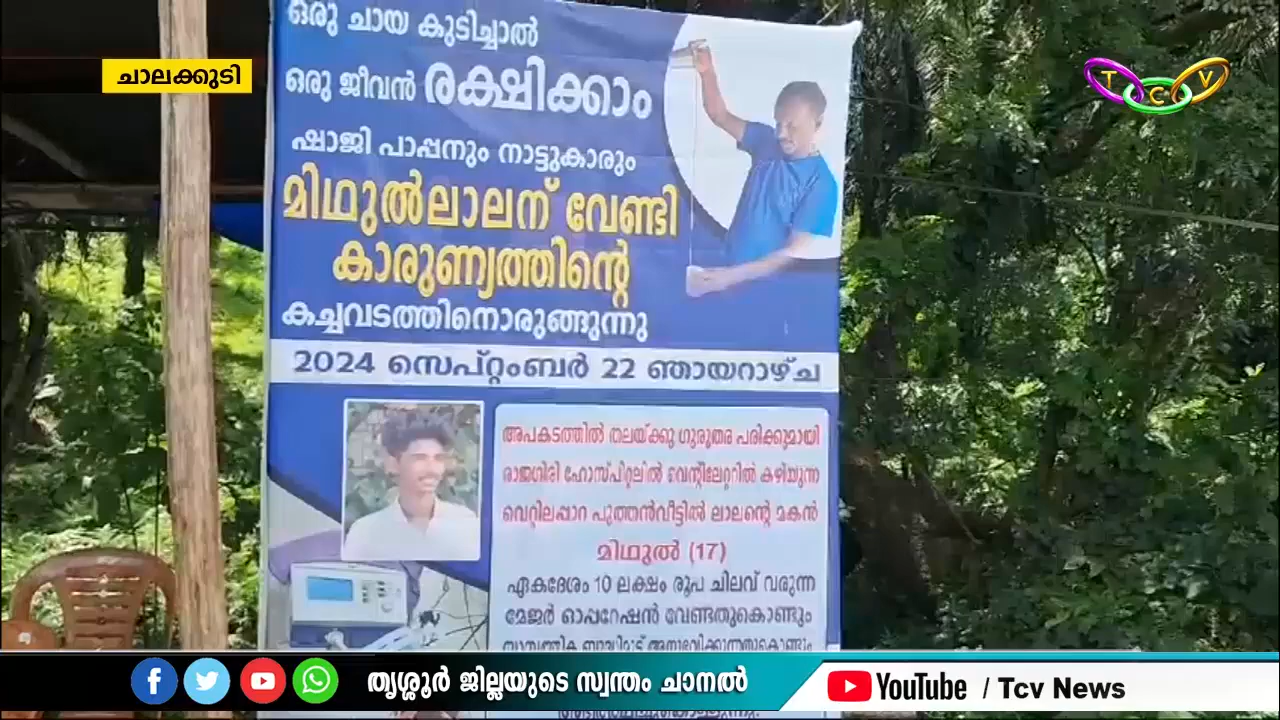 ഒരു ചായ കുടിച്ചാൽ
ഒരു ജീവൻ രക്ഷിക്കാം
ഷാജി പാപ്പനും നാട്ടുകാരും
മിഥുൽലാലന് വേണ്ടി
കാരുണ്യത്തിന്റെ
കച്ചവടത്തിനൊരുങ്ങുന്നു
2024 സെപ്റ്റംബർ 22 ഞായറാഴ്ച
അപകടത്തിൽ തലയ്ക്കു ഗുരുതര പരിക്കുമായി
രാജഗിരി ഹോസ്പിറ്റലിൽ വെന്റിലേറ്ററിൽ കഴിയുന്ന
വെറ്റിലപ്പാറ പുത്തൻവീട്ടിൽ ലാലന്റെ മകൻ
മിഥുൽ (17)
ഏകദേശം 10 ലക്ഷം രൂപ ചിലവ് വരുന്ന
മേജർ ഓപ്പറേഷൻ വേണ്ടതുകൊണ്ടും
ചാലക്കുടി
TCV
തൃശ്ശൂർ ജില്ലയുടെ സ്വന്തം ചാനൽ
YouTube / Tcv News